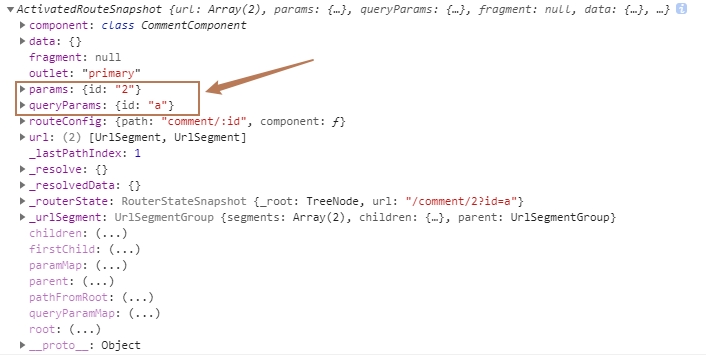 ▼ActivatedRouteSnapshot {url: Array(2), params: {…}, queryParams: {…}, fragment: null, data: {…}, …} i
▶ component: class CommentComponent
▶ data: {}
fragment: null
outlet: "primary"
▶ params: {id: "2"}
▶ queryParams: {id: "a"}
▶ routeConfig: {path: "comment/:id", component: ƒ}
▶ url: (2) [UrlSegment, UrlSegment]
_lastPathIndex: 1
▶ _resolve: {}
▶ _resolvedData: {}
▶ _routerState: RouterStateSnapshot {_root: TreeNode, url: "/comment/2?id=a"}
▶ _urlSegment: UrlSegmentGroup {segments: Array(2), children: {…}, parent: UrlSegmentGroup}
children: (...)
firstChild: (...)
paramMap: (...)
parent: (...)
pathFromRoot: (...)
queryParamMap: (...)
root: (...)
▶ __proto__: Object